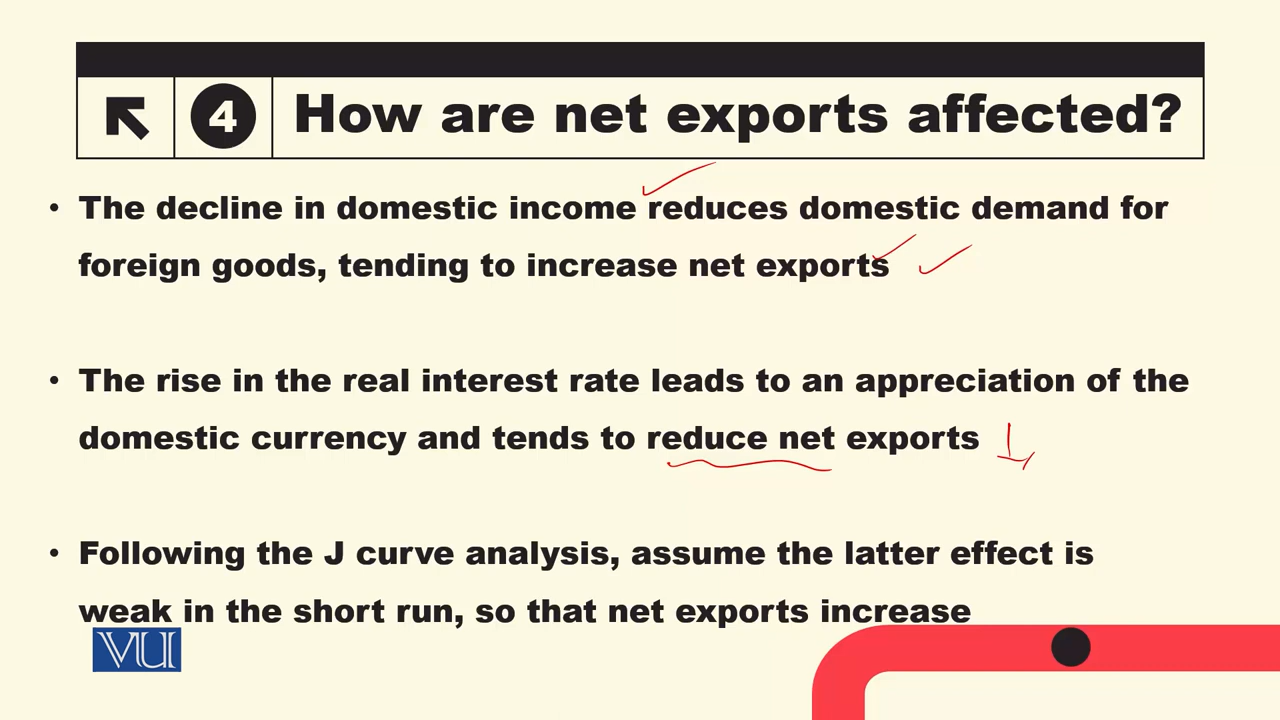 4 How are net exports affected?
• The decline in domestic income reduces domestic demand for
foreign goods, tending to increase net exports
• The rise in the real interest rate leads to an appreciation of the
domestic currency and tends to reduce net exports
• Following the J curve analysis, assume the latter effect is
weak in the short run, so that net exports increase
VU